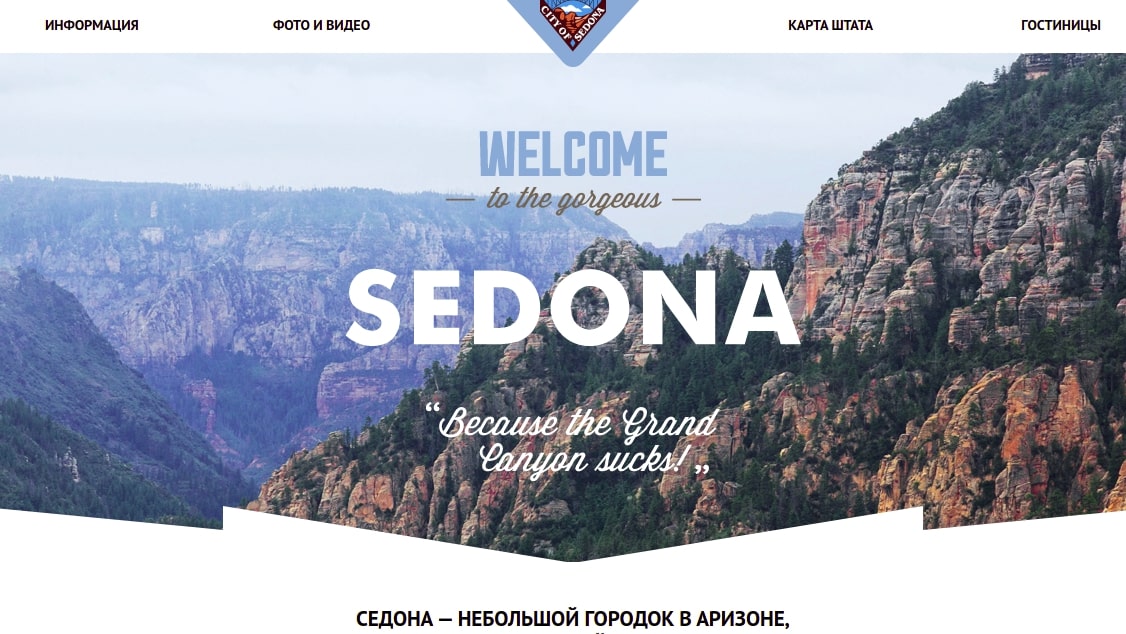 ИНФОРМАЦИЯ
ФОТО И ВИДЕО
CITY OF SEDONA
КАРТА ШТАТА
ГОСТИНИЦЫ
WELCOME
— to the gorgeous —
SEDONA
“Because the Grand
Canyon sucks!„
СЕДОНА — НЕБОЛЬШОЙ ГОРОДОК В АРИЗОНЕ,